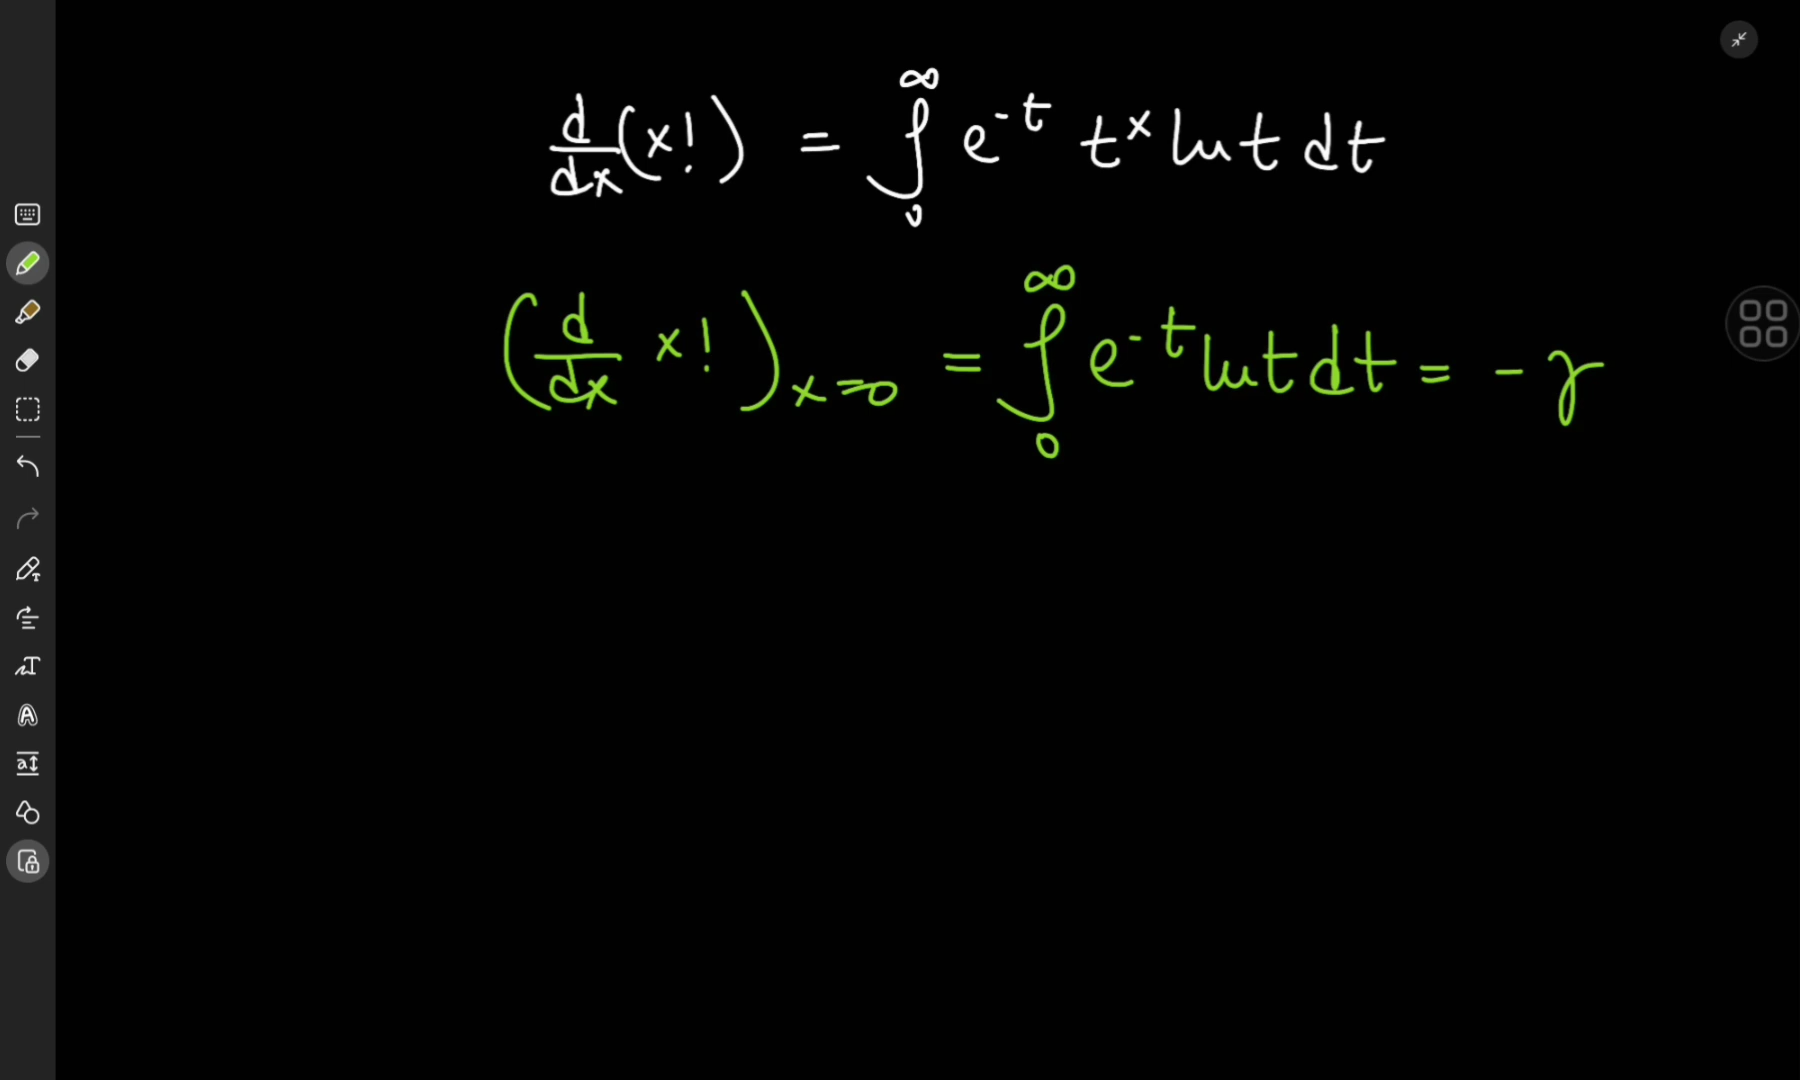 d/dx (x!) = ∫₀^∞ e^{-t} t^x ln t dt
(d/dx x!)_{x=0} = ∫₀^∞ e^{-t} ln t dt = -γ